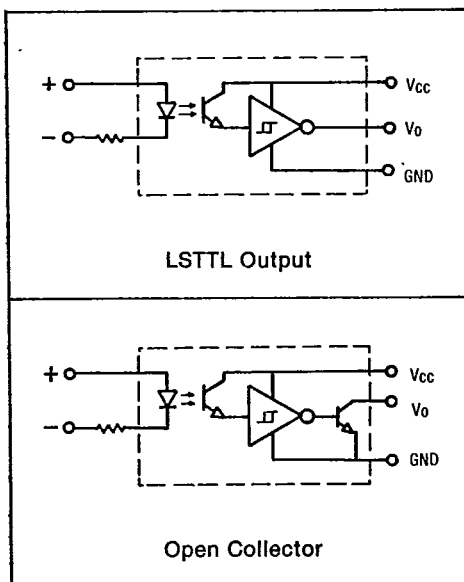 +
Vcc
Vo
−
GND
LSTTL Output
+
Vcc
Vo
−
GND
Open Collector